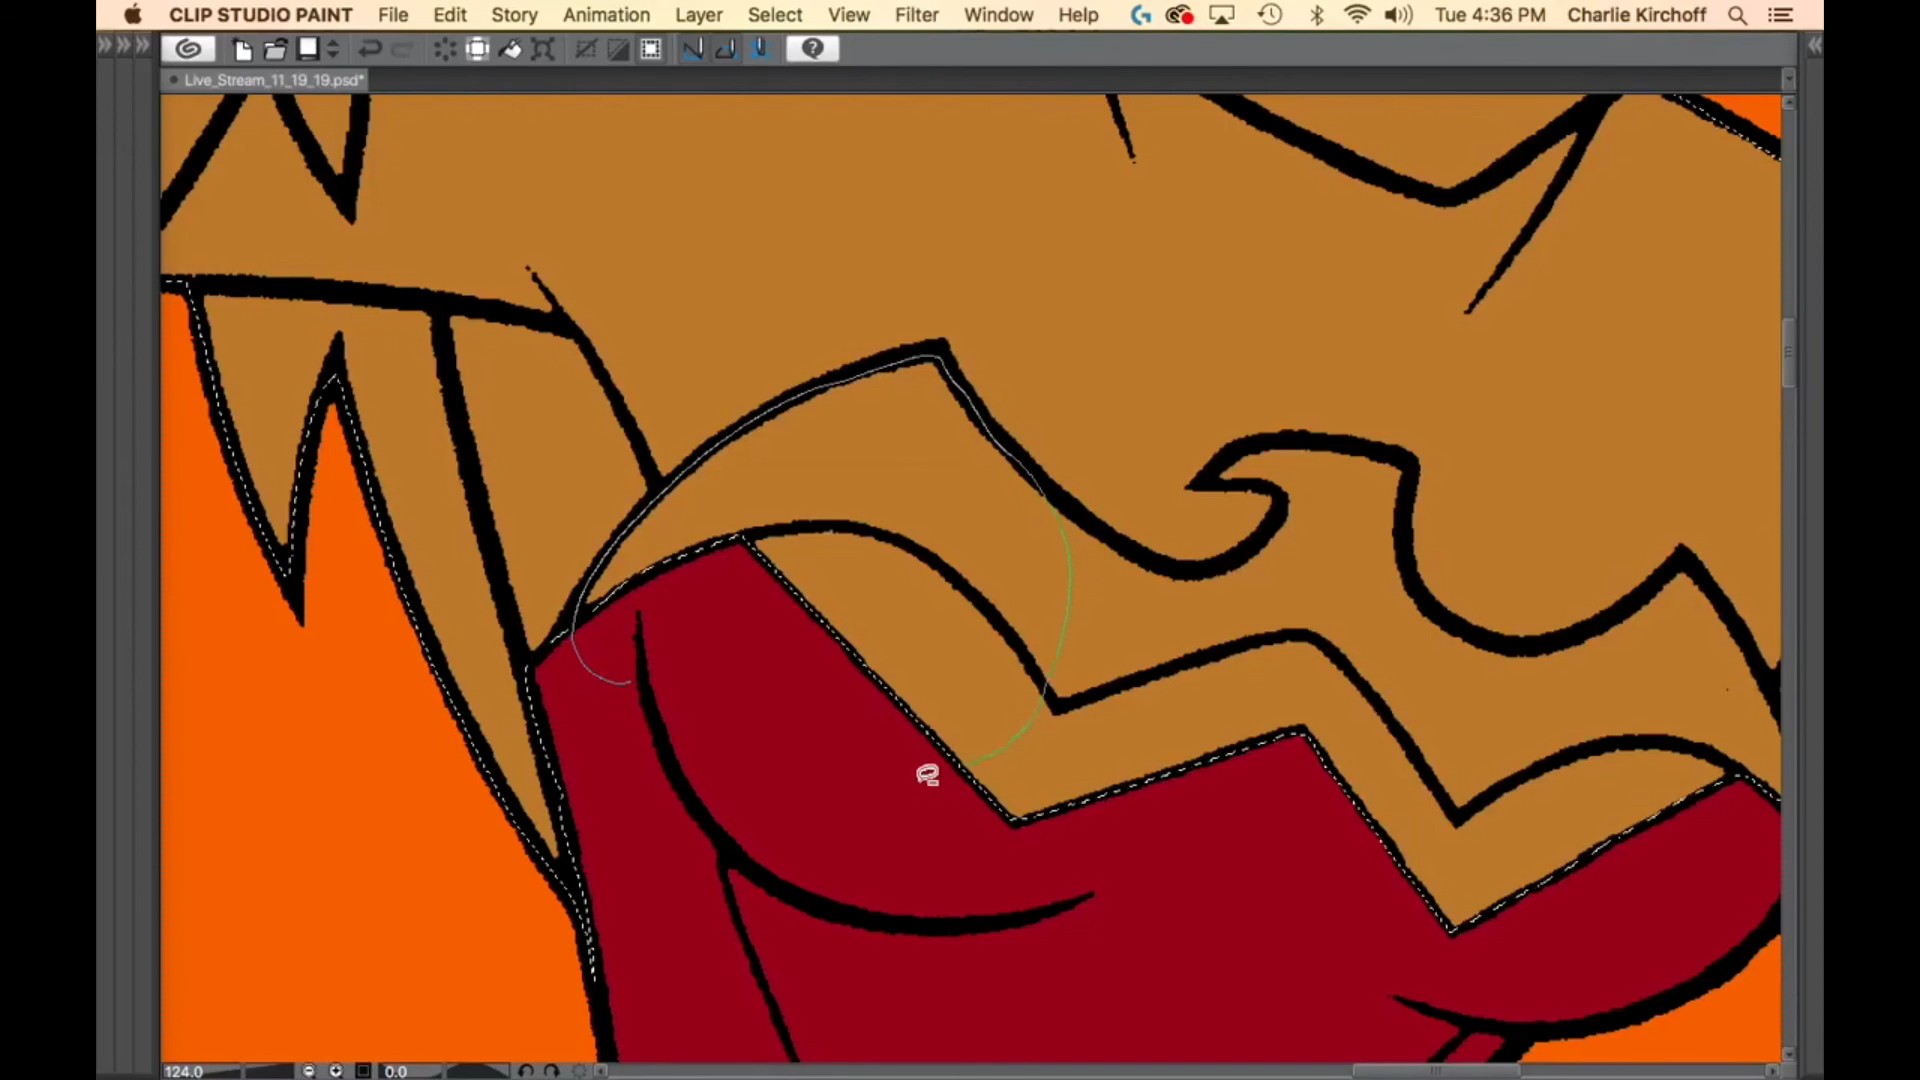 CLIP STUDIO PAINT File Edit Story Animation Layer Select View Filter Window Help Tue 4:36 PM Charlie Kirchoff
Live_Stream_11_19_19.psd*
124.0 0.0